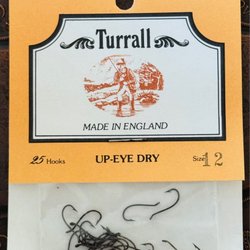 Turrall
MADE IN ENGLAND
25 Hooks UP-EYE DRY Size 12